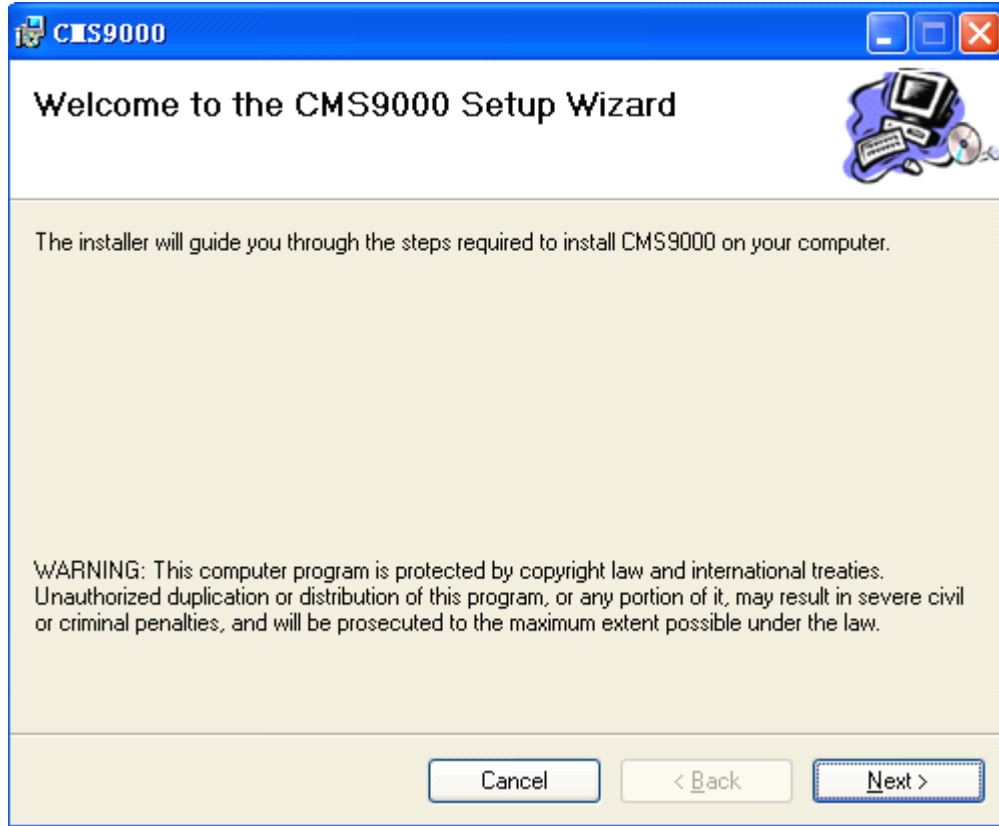 CMS9000
Welcome to the CMS9000 Setup Wizard
The installer will guide you through the steps required to install CMS9000 on your computer.
WARNING: This computer program is protected by copyright law and international treaties.
Unauthorized duplication or distribution of this program, or any portion of it, may result in severe civil
or criminal penalties, and will be prosecuted to the maximum extent possible under the law.
Cancel
< Back
Next >